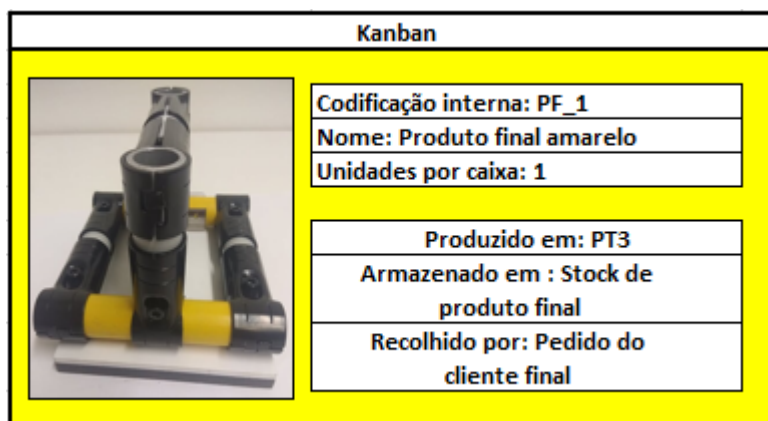 Kanban
Codificação interna: PF_1
Nome: Produto final amarelo
Unidades por caixa: 1
Produzido em: PT3
Armazenado em : Stock de
produto final
Recolhido por: Pedido do
cliente final